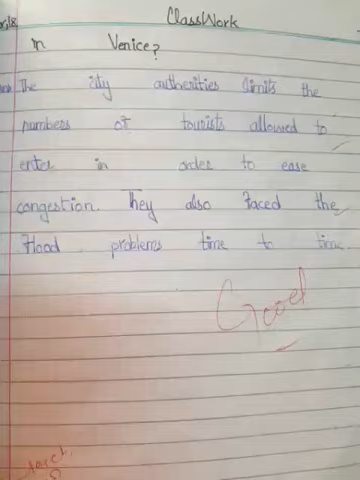 ClassWork
in Venice?
The city authorities limits the
numbers of tourists allowed to
enter in order to ease
congestion. They also faced the
flood problems time to time.
Good